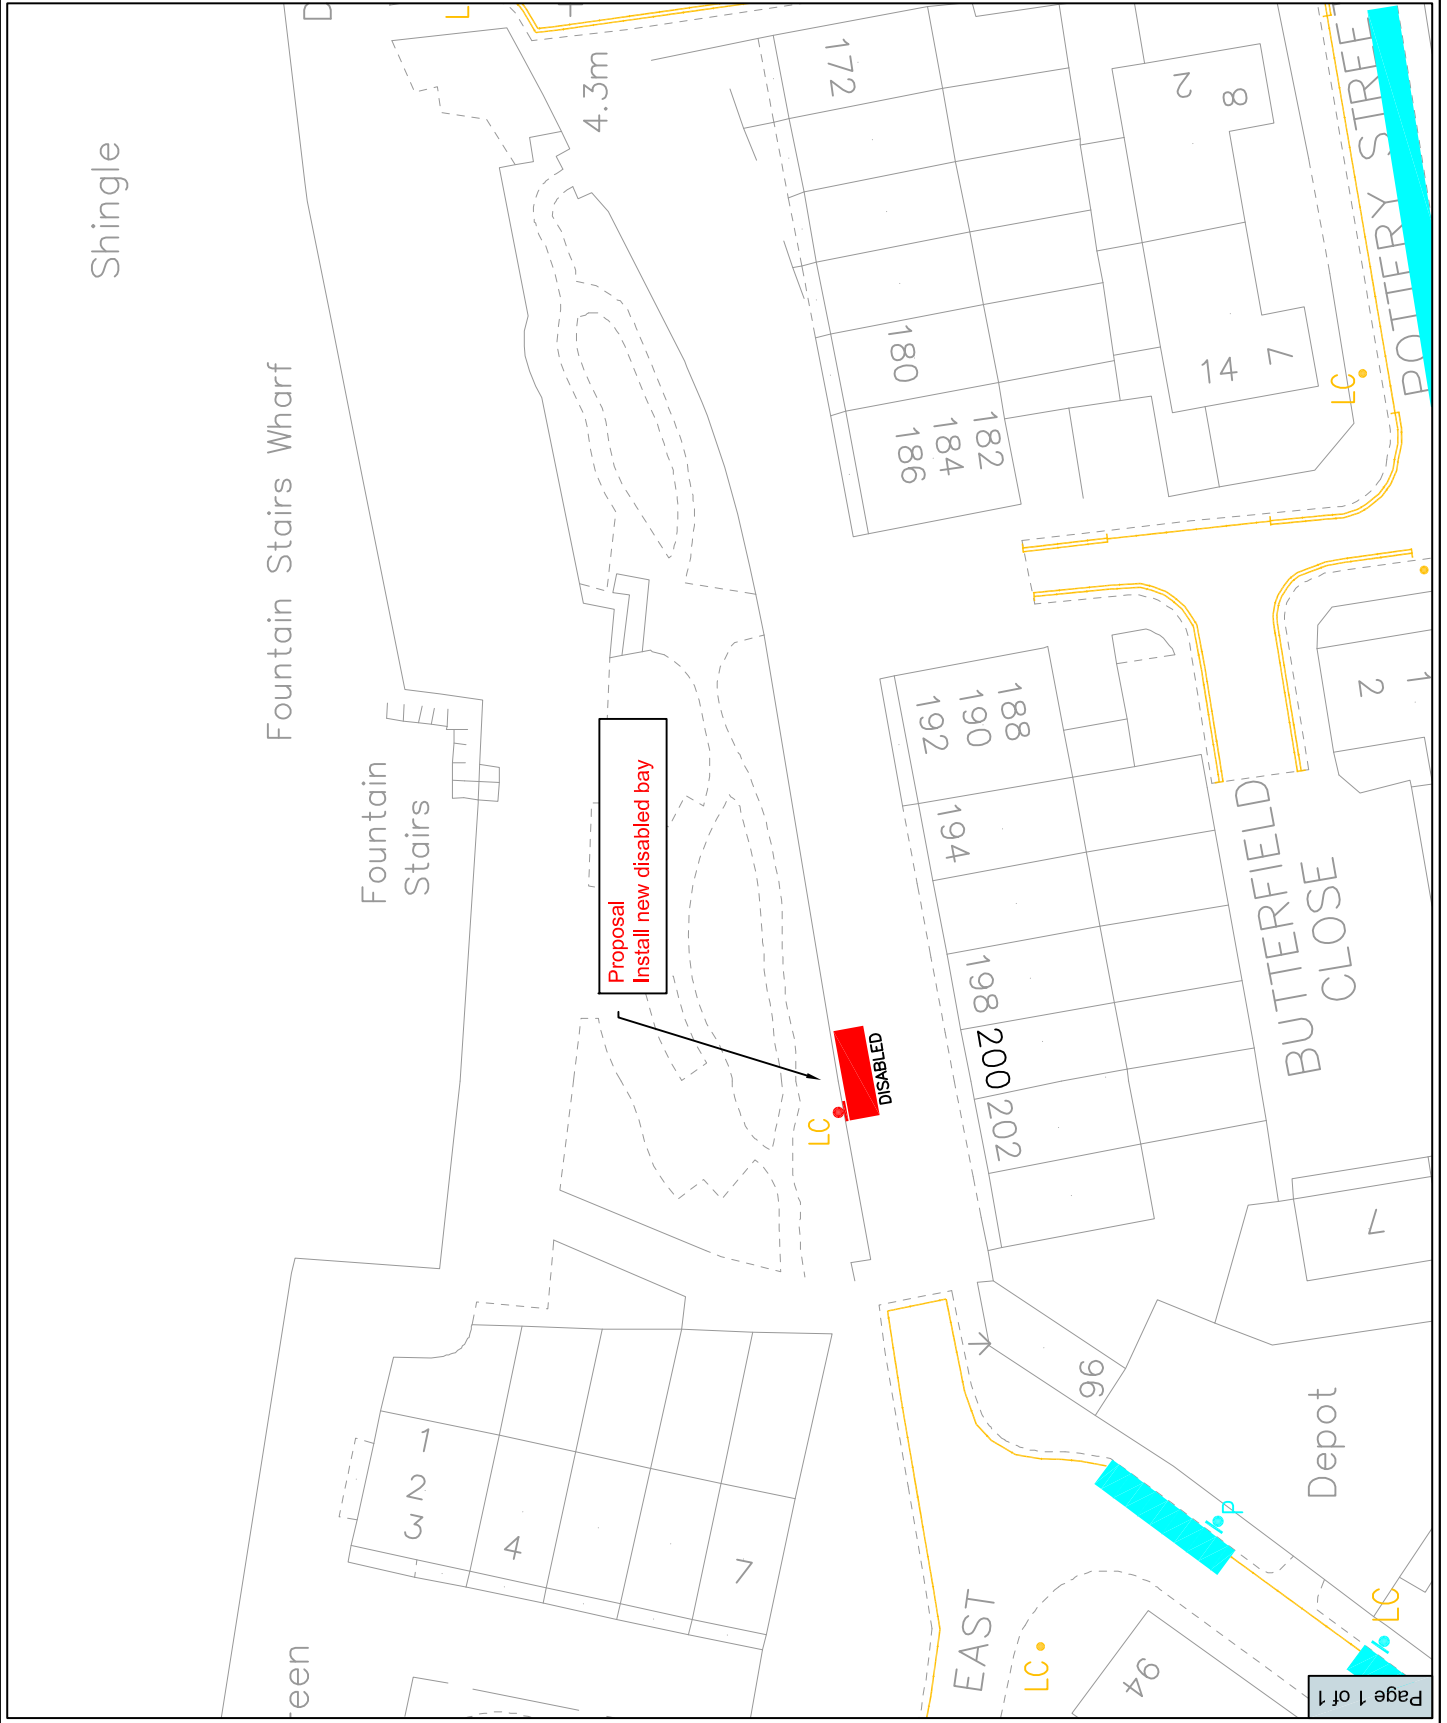 Shingle
Fountain Stairs Wharf
Fountain
Stairs
4.3m
172
180
182
184
186
2
8
14
7
LC
POTTERY STREE
188
190
192
194
198
200
202
2
1
BUTTERFIELD
CLOSE
Proposal
Install new disabled bay
DISABLED
LC
7
96
Depot
1
2
3
4
7
een
EAST
LC
94
P
LC
Page 1 of 1